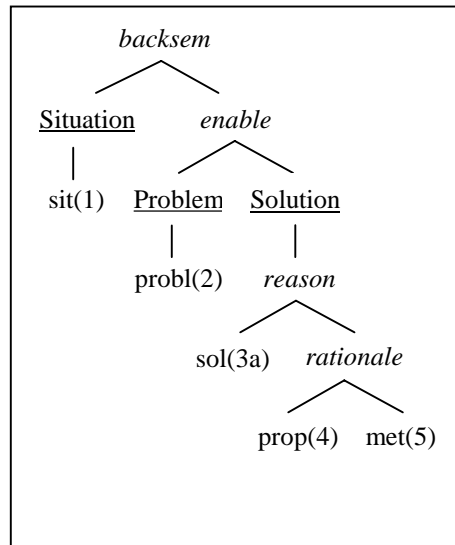 backsem
Situation enable
sit(1) Problem Solution
probl(2) reason
sol(3a) rationale
prop(4) met(5)